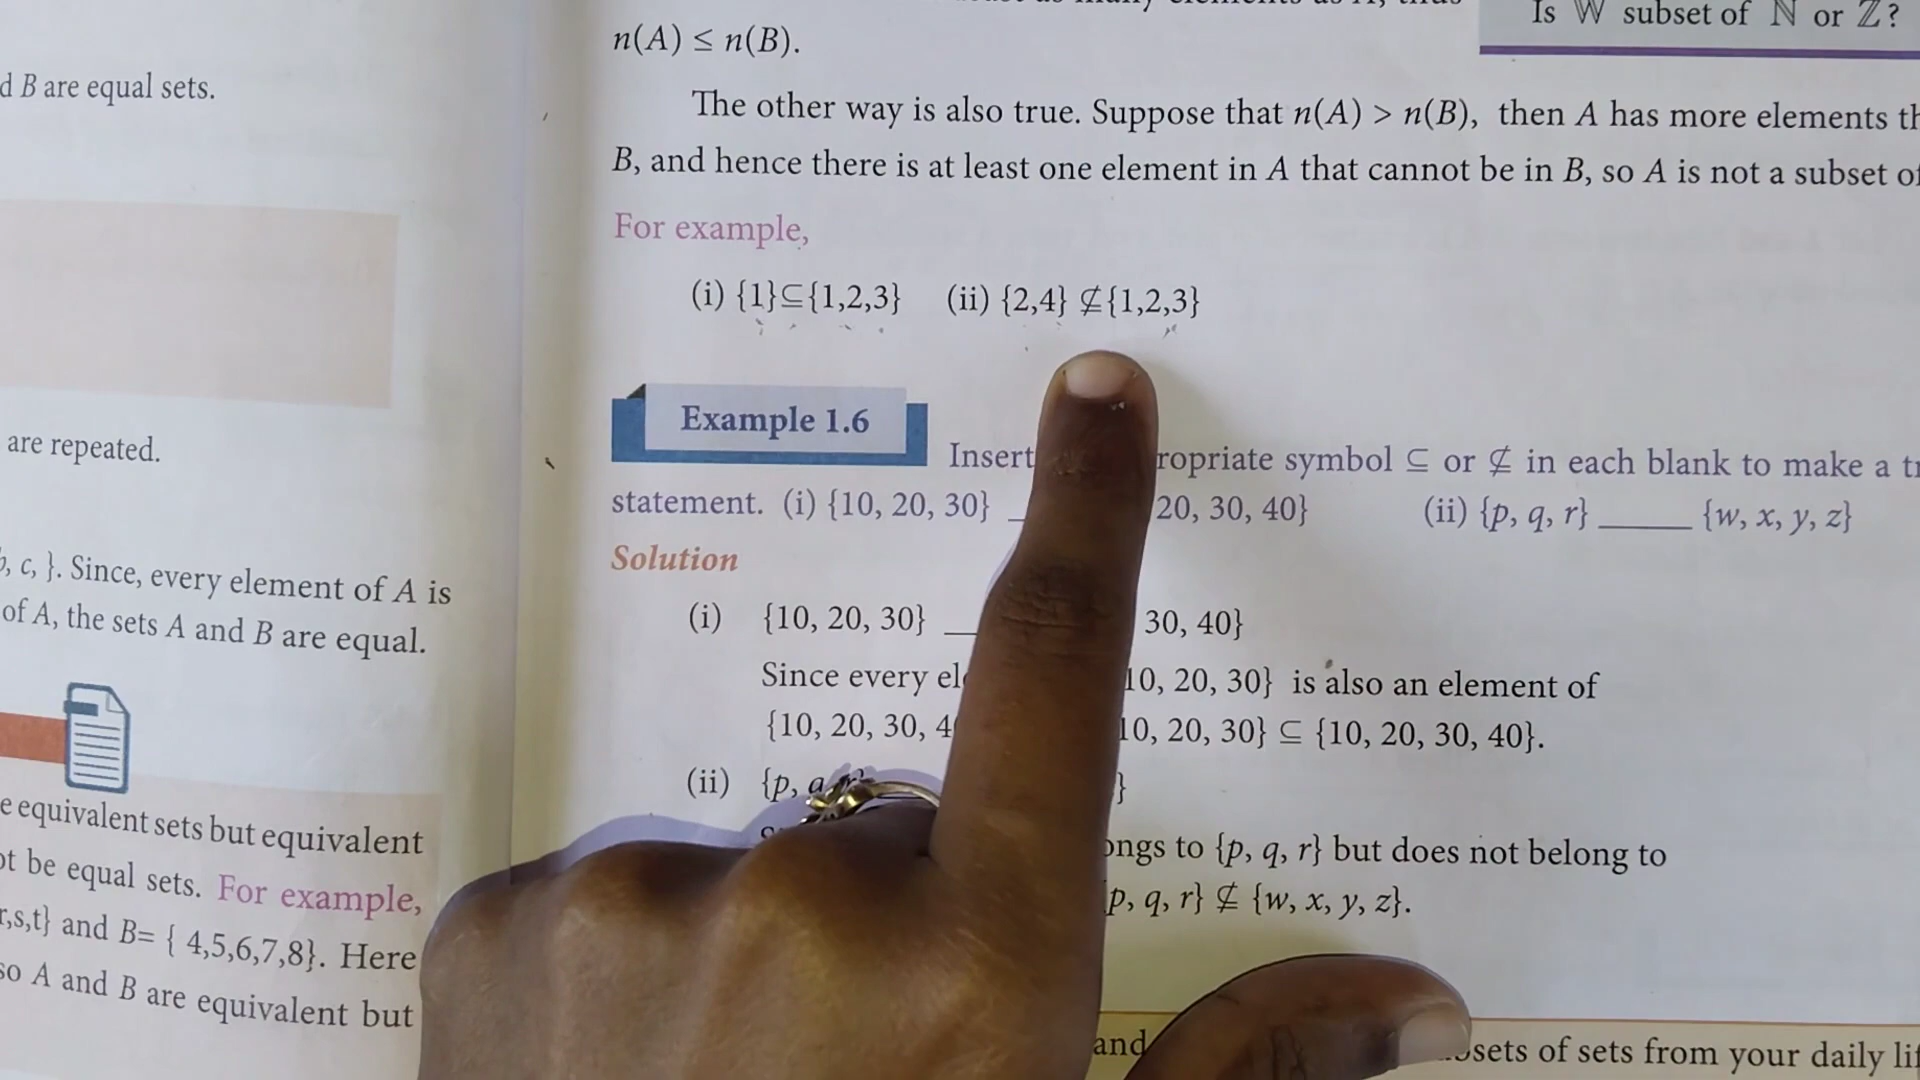 d B are equal sets.
are repeated.
, c, }. Since, every element of A is
of A, the sets A and B are equal.
e equivalent sets but equivalent
ot be equal sets. For example,
r,s,t} and B= { 4,5,6,7,8}. Here
so A and B are equivalent but
Is 𝕎 subset of ℕ or ℤ?
n(A) ≤ n(B).
The other way is also true. Suppose that n(A) > n(B), then A has more elements th
B, and hence there is at least one element in A that cannot be in B, so A is not a subset of
For example,
(i) {1}⊆{1,2,3} (ii) {2,4} ⊈{1,2,3}
Example 1.6
Insert ropriate symbol ⊆ or ⊈ in each blank to make a tr
statement. (i) {10, 20, 30} _ 20, 30, 40} (ii) {p, q, r} _____ {w, x, y, z}
Solution
(i) {10, 20, 30} __ 30, 40}
Since every el 10, 20, 30} is also an element of
{10, 20, 30, 4 10, 20, 30} ⊆ {10, 20, 30, 40}.
(ii) {p, q }
ongs to {p, q, r} but does not belong to
p, q, r} ⊈ {w, x, y, z}.
and sets of sets from your daily lif